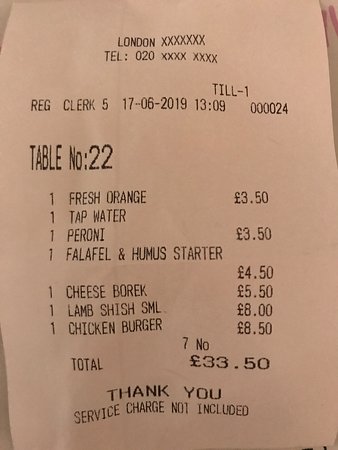 LONDON XXXXXXX
TEL: 020 XXXX XXXX
TILL-1
REG CLERK 5 17-06-2019 13:09 000024
TABLE No:22
1 FRESH ORANGE £3.50
1 TAP WATER
1 PERONI £3.50
1 FALAFEL & HUMUS STARTER
£4.50
1 CHEESE BOREK £5.50
1 LAMB SHISH SML £8.00
1 CHICKEN BURGER £8.50
7 No
TOTAL £33.50
THANK YOU
SERVICE CHARGE NOT INCLUDED